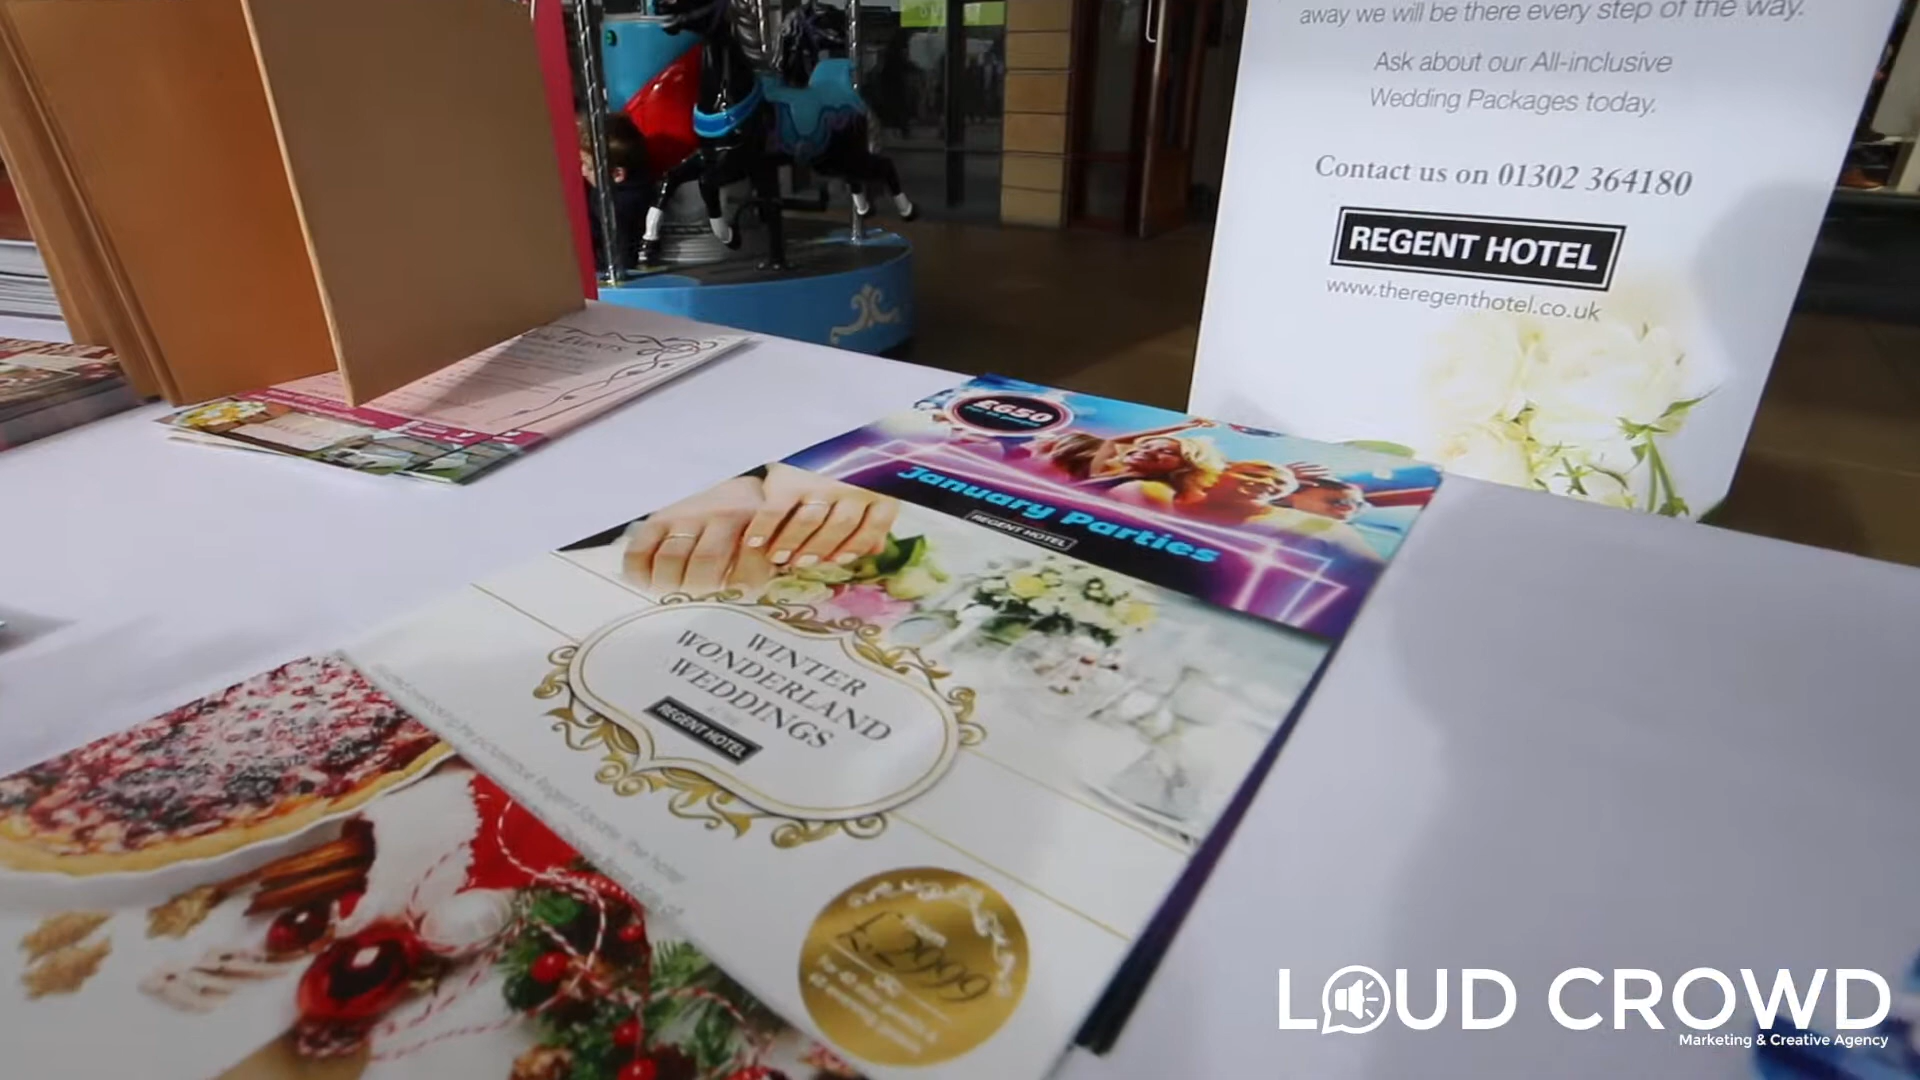 away we will be there every step of the way.
Ask about our All-inclusive
Wedding Packages today.
Contact us on 01302 364180
REGENT HOTEL
www.theregenthotel.co.uk
EVENTS
£650
January Parties
REGENT HOTEL
WINTER
WONDERLAND
WEDDINGS
REGENT HOTEL
£2999
LOUD CROWD
Marketing & Creative Agency